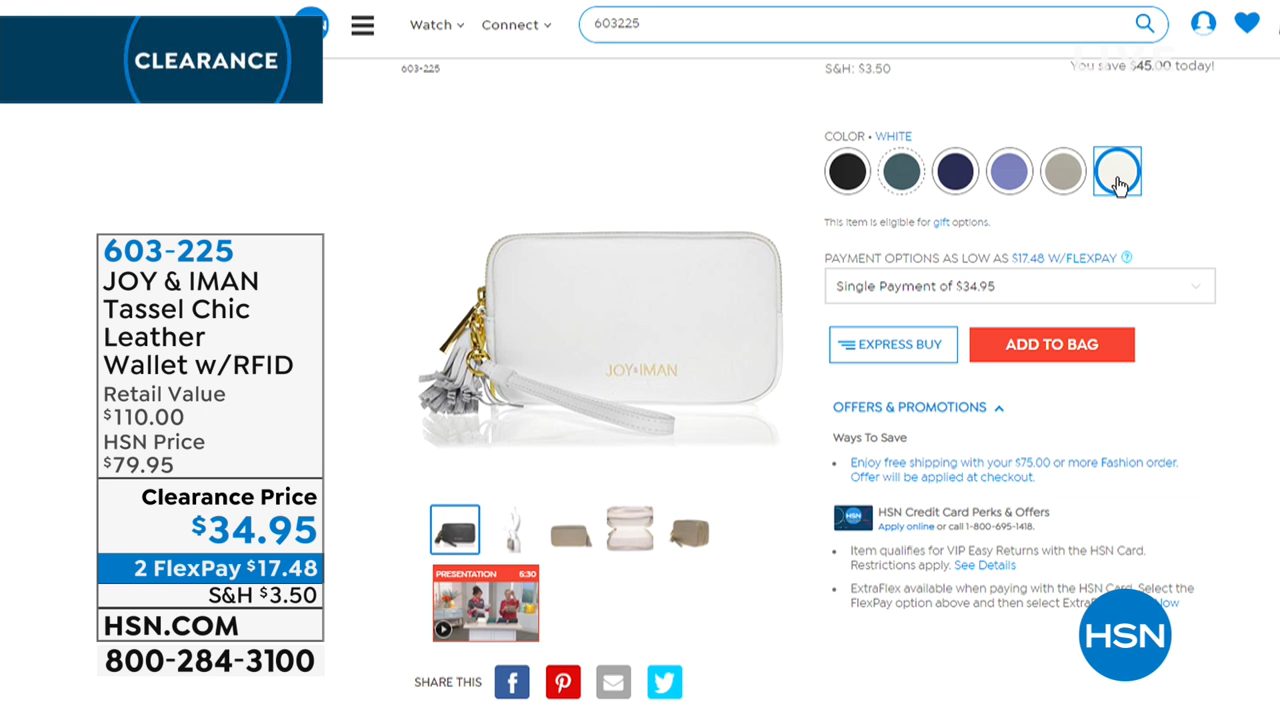 CLEARANCE
Watch
Connect
603225
603-225
S&H: $3.50
You save $45.00 today!
COLOR • WHITE
This item is eligible for gift options.
PAYMENT OPTIONS AS LOW AS $17.48 W/FLEXPAY ?
Single Payment of $34.95
EXPRESS BUY
ADD TO BAG
OFFERS & PROMOTIONS
Ways To Save
• Enjoy free shipping with your $75.00 or more Fashion order.
Offer will be applied at checkout.
HSN
HSN Credit Card Perks & Offers
Apply online or call 1-800-695-1418.
• Item qualifies for VIP Easy Returns with the HSN Card.
Restrictions apply. See Details
• ExtraFlex available when paying with the HSN Card. Select the
FlexPay option above and then select
HSN
603-225
JOY & IMAN
Tassel Chic
Leather
Wallet w/RFID
Retail Value
$110.00
HSN Price
$79.95
Clearance Price
$34.95
2 FlexPay $17.48
S&H $3.50
HSN.COM
800-284-3100
JOY&IMAN
PRESENTATION 5:30
SHARE THIS